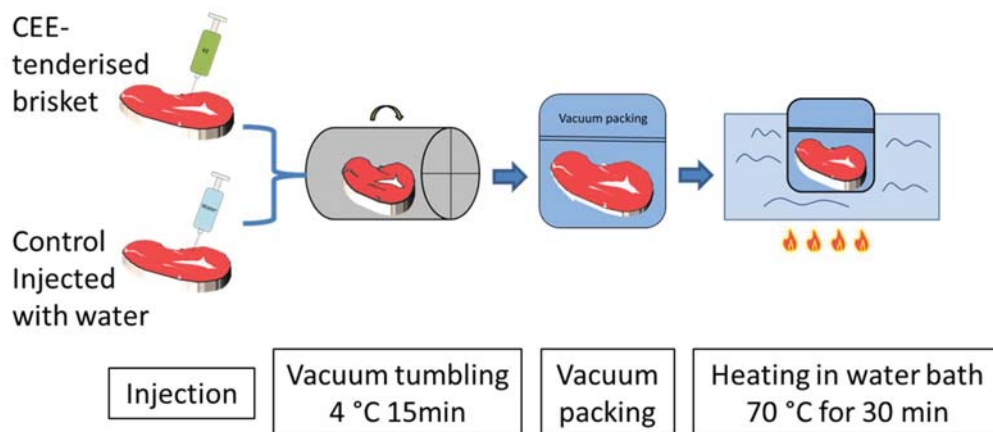 CEE-
tenderised
brisket
Control
Injected
with water
Vacuum packing
Injection
Vacuum tumbling
4 °C 15min
Vacuum
packing
Heating in water bath
70 °C for 30 min